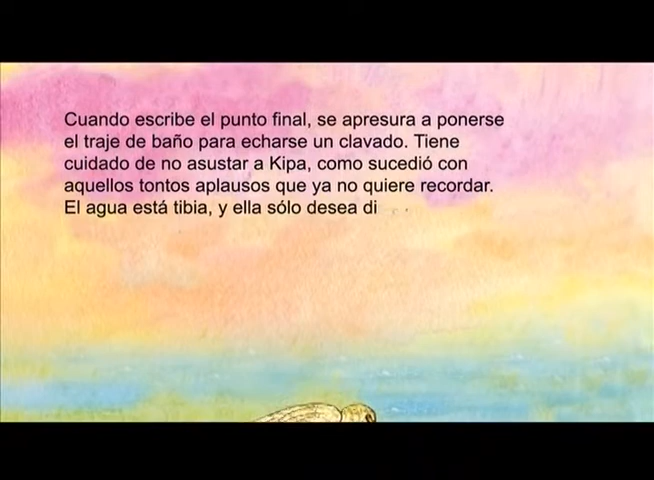 Cuando escribe el punto final, se apresura a ponerse
el traje de baño para echarse un clavado. Tiene
cuidado de no asustar a Kipa, como sucedió con
aquellos tontos aplausos que ya no quiere recordar.
El agua está tibia, y ella sólo desea di